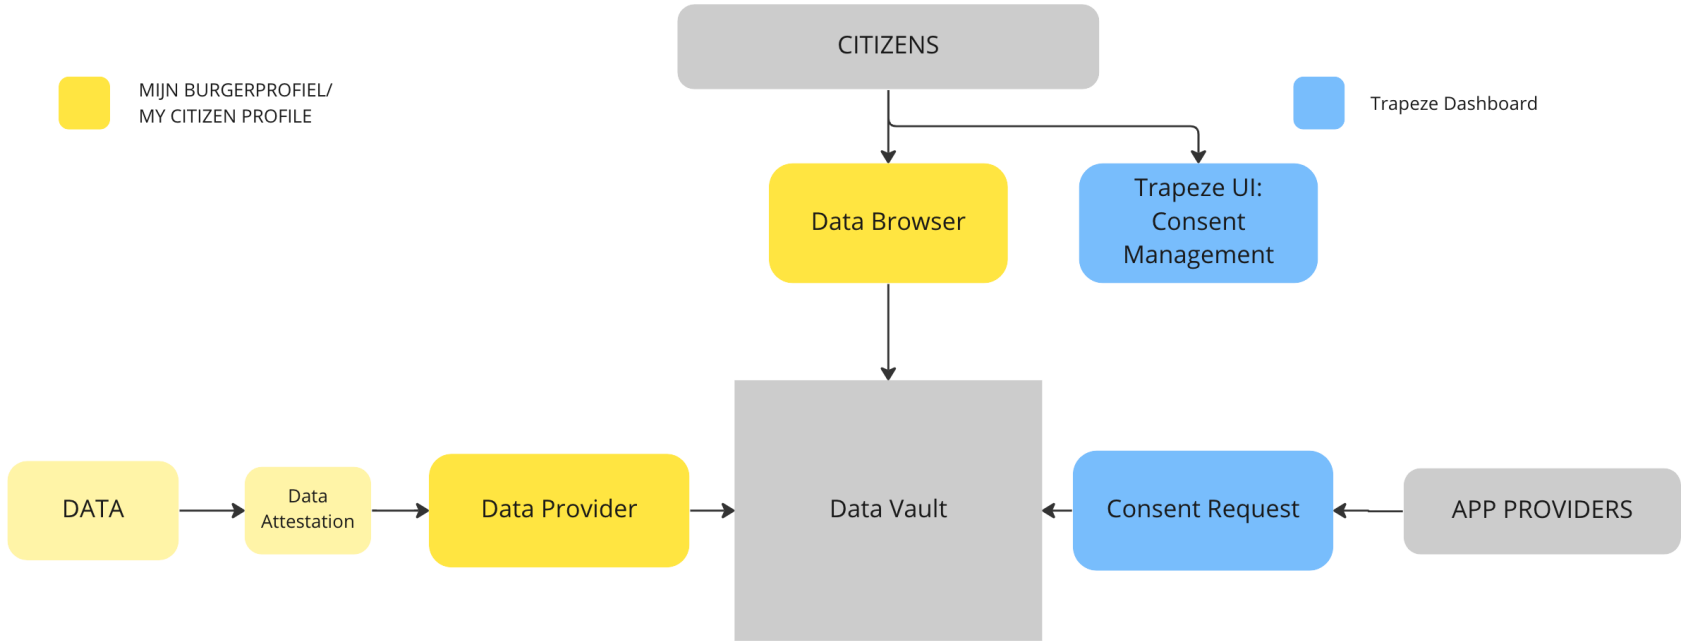 CITIZENS
MIJN BURGERPROFIEL/
MY CITIZEN PROFILE
Trapeze Dashboard
Data Browser
Trapeze UI:
Consent
Management
DATA
Data
Attestation
Data Provider
Data Vault
Consent Request
APP PROVIDERS